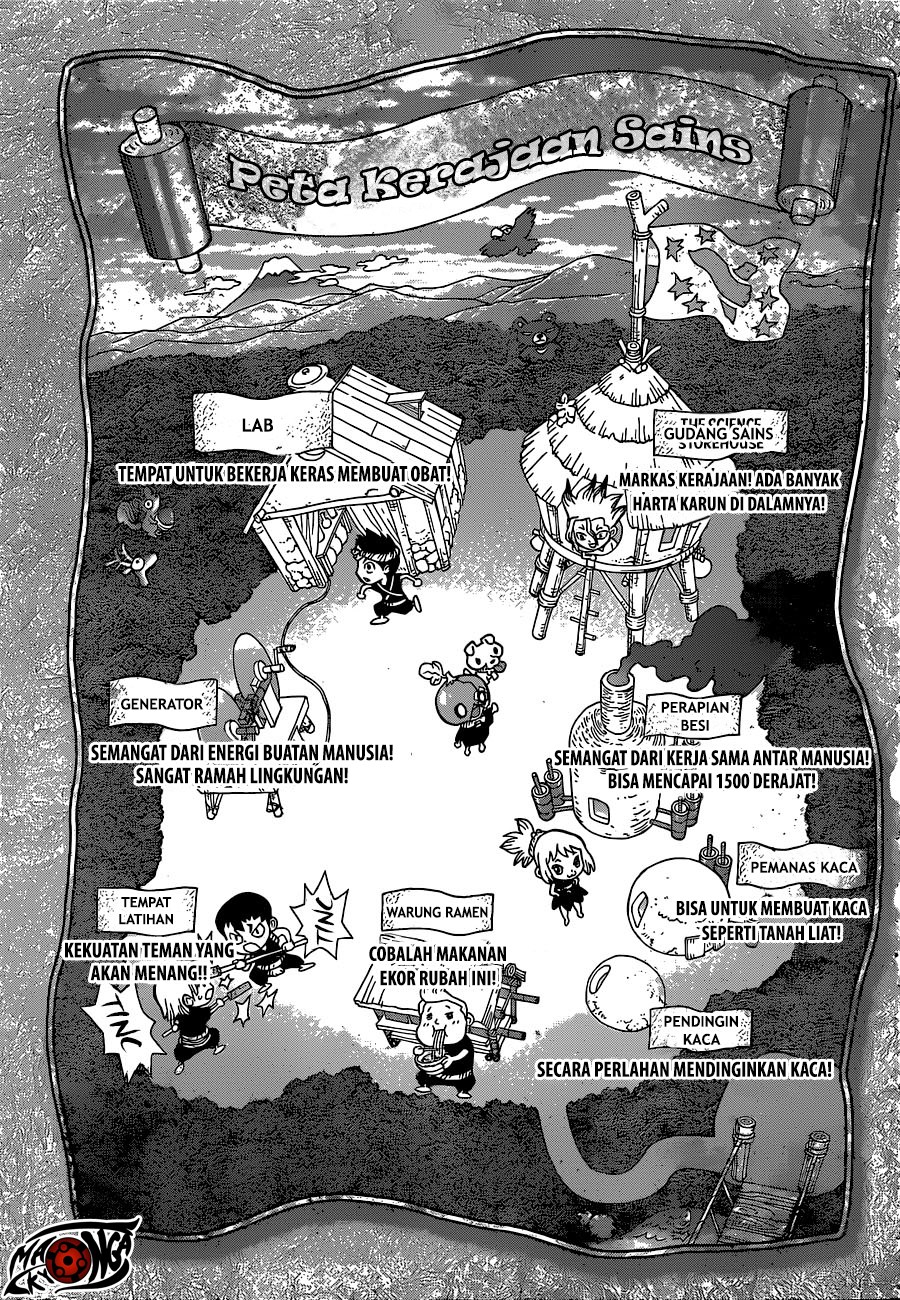 Peta Kerajaan Sains
LAB
TEMPAT UNTUK BEKERJA KERAS MEMBUAT OBAT!
THE SCIENCE
GUDANG SAINS
STOREHOUSE
MARKAS KERAJAAN! ADA BANYAK
HARTA KARUN DI DALAMNYA!
GENERATOR
SEMANGAT DARI ENERGI BUATAN MANUSIA!
SANGAT RAMAH LINGKUNGAN!
PERAPIAN
BESI
SEMANGAT DARI KERJA SAMA ANTAR MANUSIA!
BISA MENCAPAI 1500 DERAJAT!
PEMANAS KACA
BISA UNTUK MEMBUAT KACA
SEPERTI TANAH LIAT!
TEMPAT
LATIHAN
KEKUATAN TEMAN YANG
AKAN MENANG!!
TINC
TINC
WARUNG RAMEN
COBALAH MAKANAN
EKOR RUBAH INI!
PENDINGIN
KACA
SECARA PERLAHAN MENDINGINKAN KACA!
MANGA
KYO